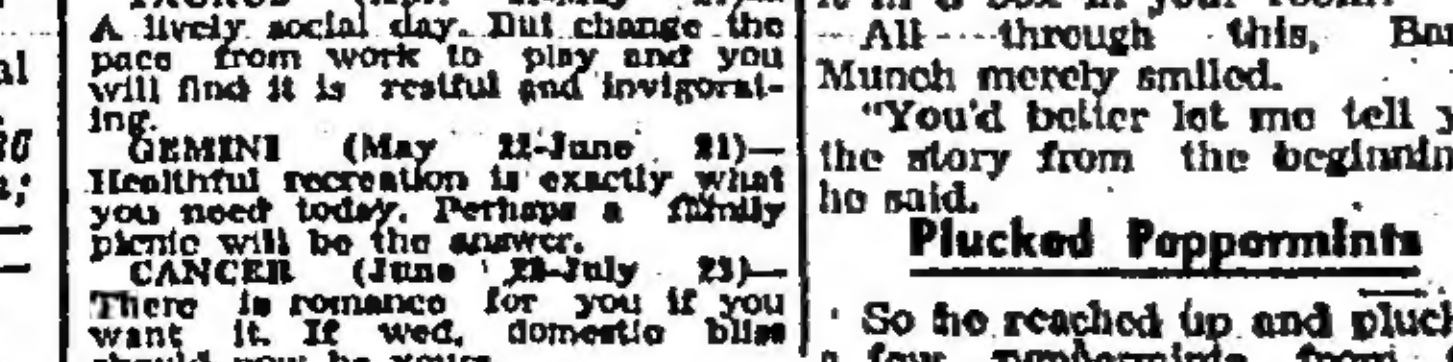 A lively social day. But change the
pace from work to play and you
will find it is restful and invigorat-
ing.
GEMINI (May 22-June 21)—
Healthful recreation is exactly what
you need today. Perhaps a family
picnic will be the answer.
CANCER (June July 23)—
There is romance for you if you
want it. If wed, domestic bliss
All through this,
Munch merely smiled.
"You'd better let me tell
the story from the beginnin
he said.
Plucked Peppermints
So he reached up and pluck
a few